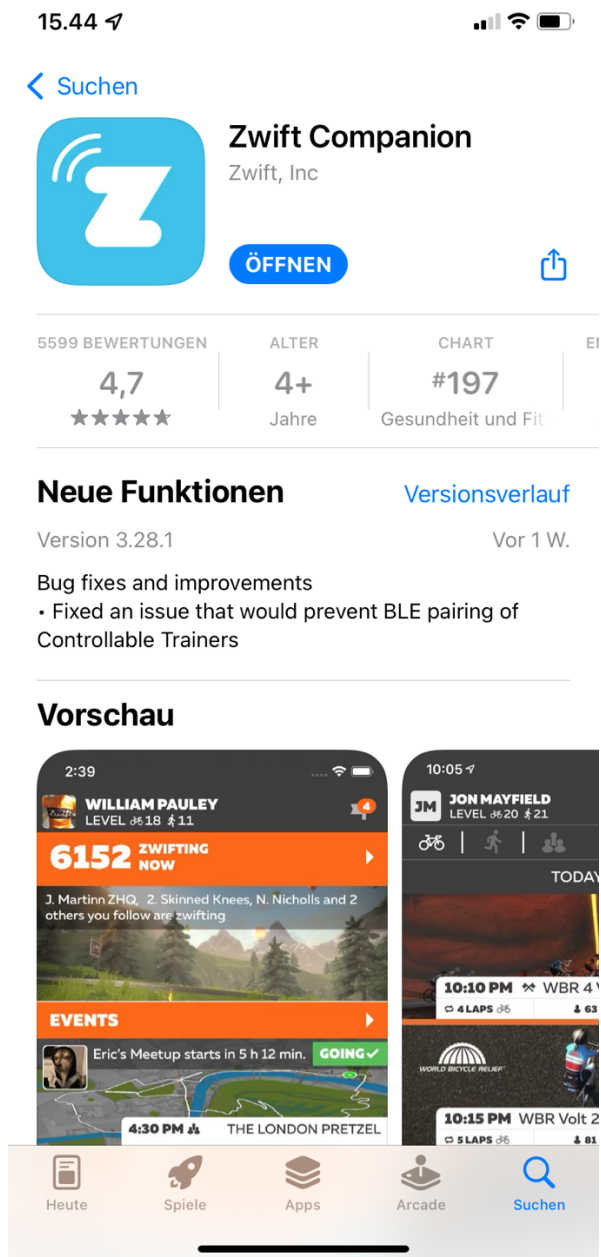 15.44
Suchen
Zwift Companion
Zwift, Inc
ÖFFNEN
5599 BEWERTUNGEN
4,7
ALTER
4+
Jahre
CHART
#197
Gesundheit und Fit
Neue Funktionen
Versionsverlauf
Version 3.28.1
Vor 1 W.
Bug fixes and improvements
• Fixed an issue that would prevent BLE pairing of
Controllable Trainers
Vorschau
2:39
WILLIAM PAULEY
LEVEL 18 11
4
6152 ZWIFTING
NOW
J. Martinn ZHQ, 2. Skinned Knees, N. Nicholls and 2
others you follow are zwifting
EVENTS
Eric's Meetup starts in 5 h 12 min.
GOING
4:30 PM
THE LONDON PRETZEL
10:05
JM
JON MAYFIELD
LEVEL 20 21
TODAY
10:10 PM WBR 4
4 LAPS
63
WORLD BICYCLE RELIEF
10:15 PM WBR Volt 2
5 LAPS
81
Heute
Spiele
Apps
Arcade
Suchen